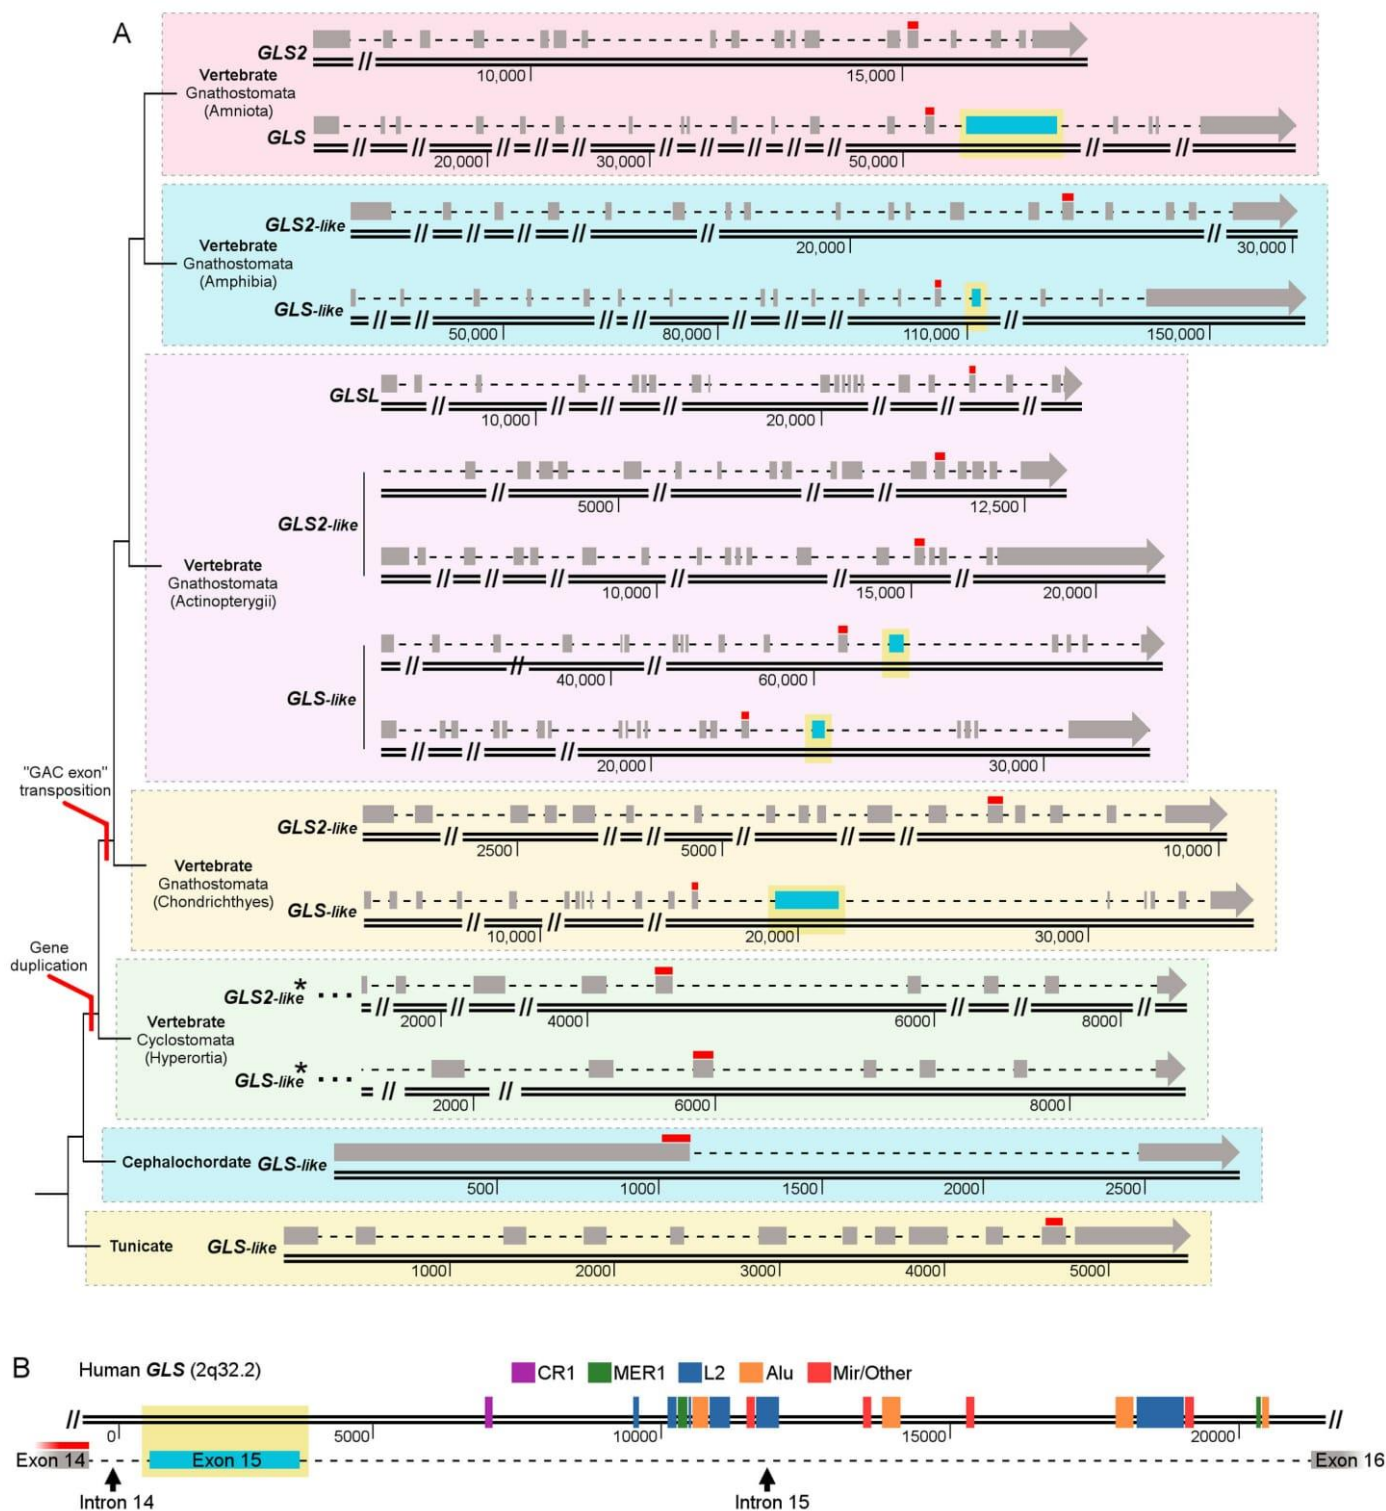 A
GLS2
10,000
15,000
Vertebrate
Gnathostomata
(Amniota)
GLS
20,000
30,000
50,000
GLS2-like
20,000
30,000
Vertebrate
Gnathostomata
(Amphibia)
GLS-like
50,000
80,000
110,000
150,000
GLSL
10,000
20,000
GLS2-like
5000
12,500
10,000
15,000
20,000
Vertebrate
Gnathostomata
(Actinopterygii)
GLS-like
40,000
60,000
20,000
30,000
"GAC exon"
transposition
GLS2-like
2500
5000
10,000
Vertebrate
Gnathostomata
(Chondrichthyes)
GLS-like
10,000
20,000
30,000
Gene
duplication
GLS2-like* ...
2000
4000
6000
8000
Vertebrate
Cyclostomata
(Hyperortia)
GLS-like* ...
2000
6000
8000
Cephalochordate GLS-like
500
1000
1500
2000
2500
Tunicate GLS-like
1000
2000
3000
4000
5000
B Human GLS (2q32.2)
CR1 MER1 L2 Alu Mir/Other
0 5000 10000 15000 20000
Exon 14 Exon 15 Exon 16
Intron 14 Intron 15